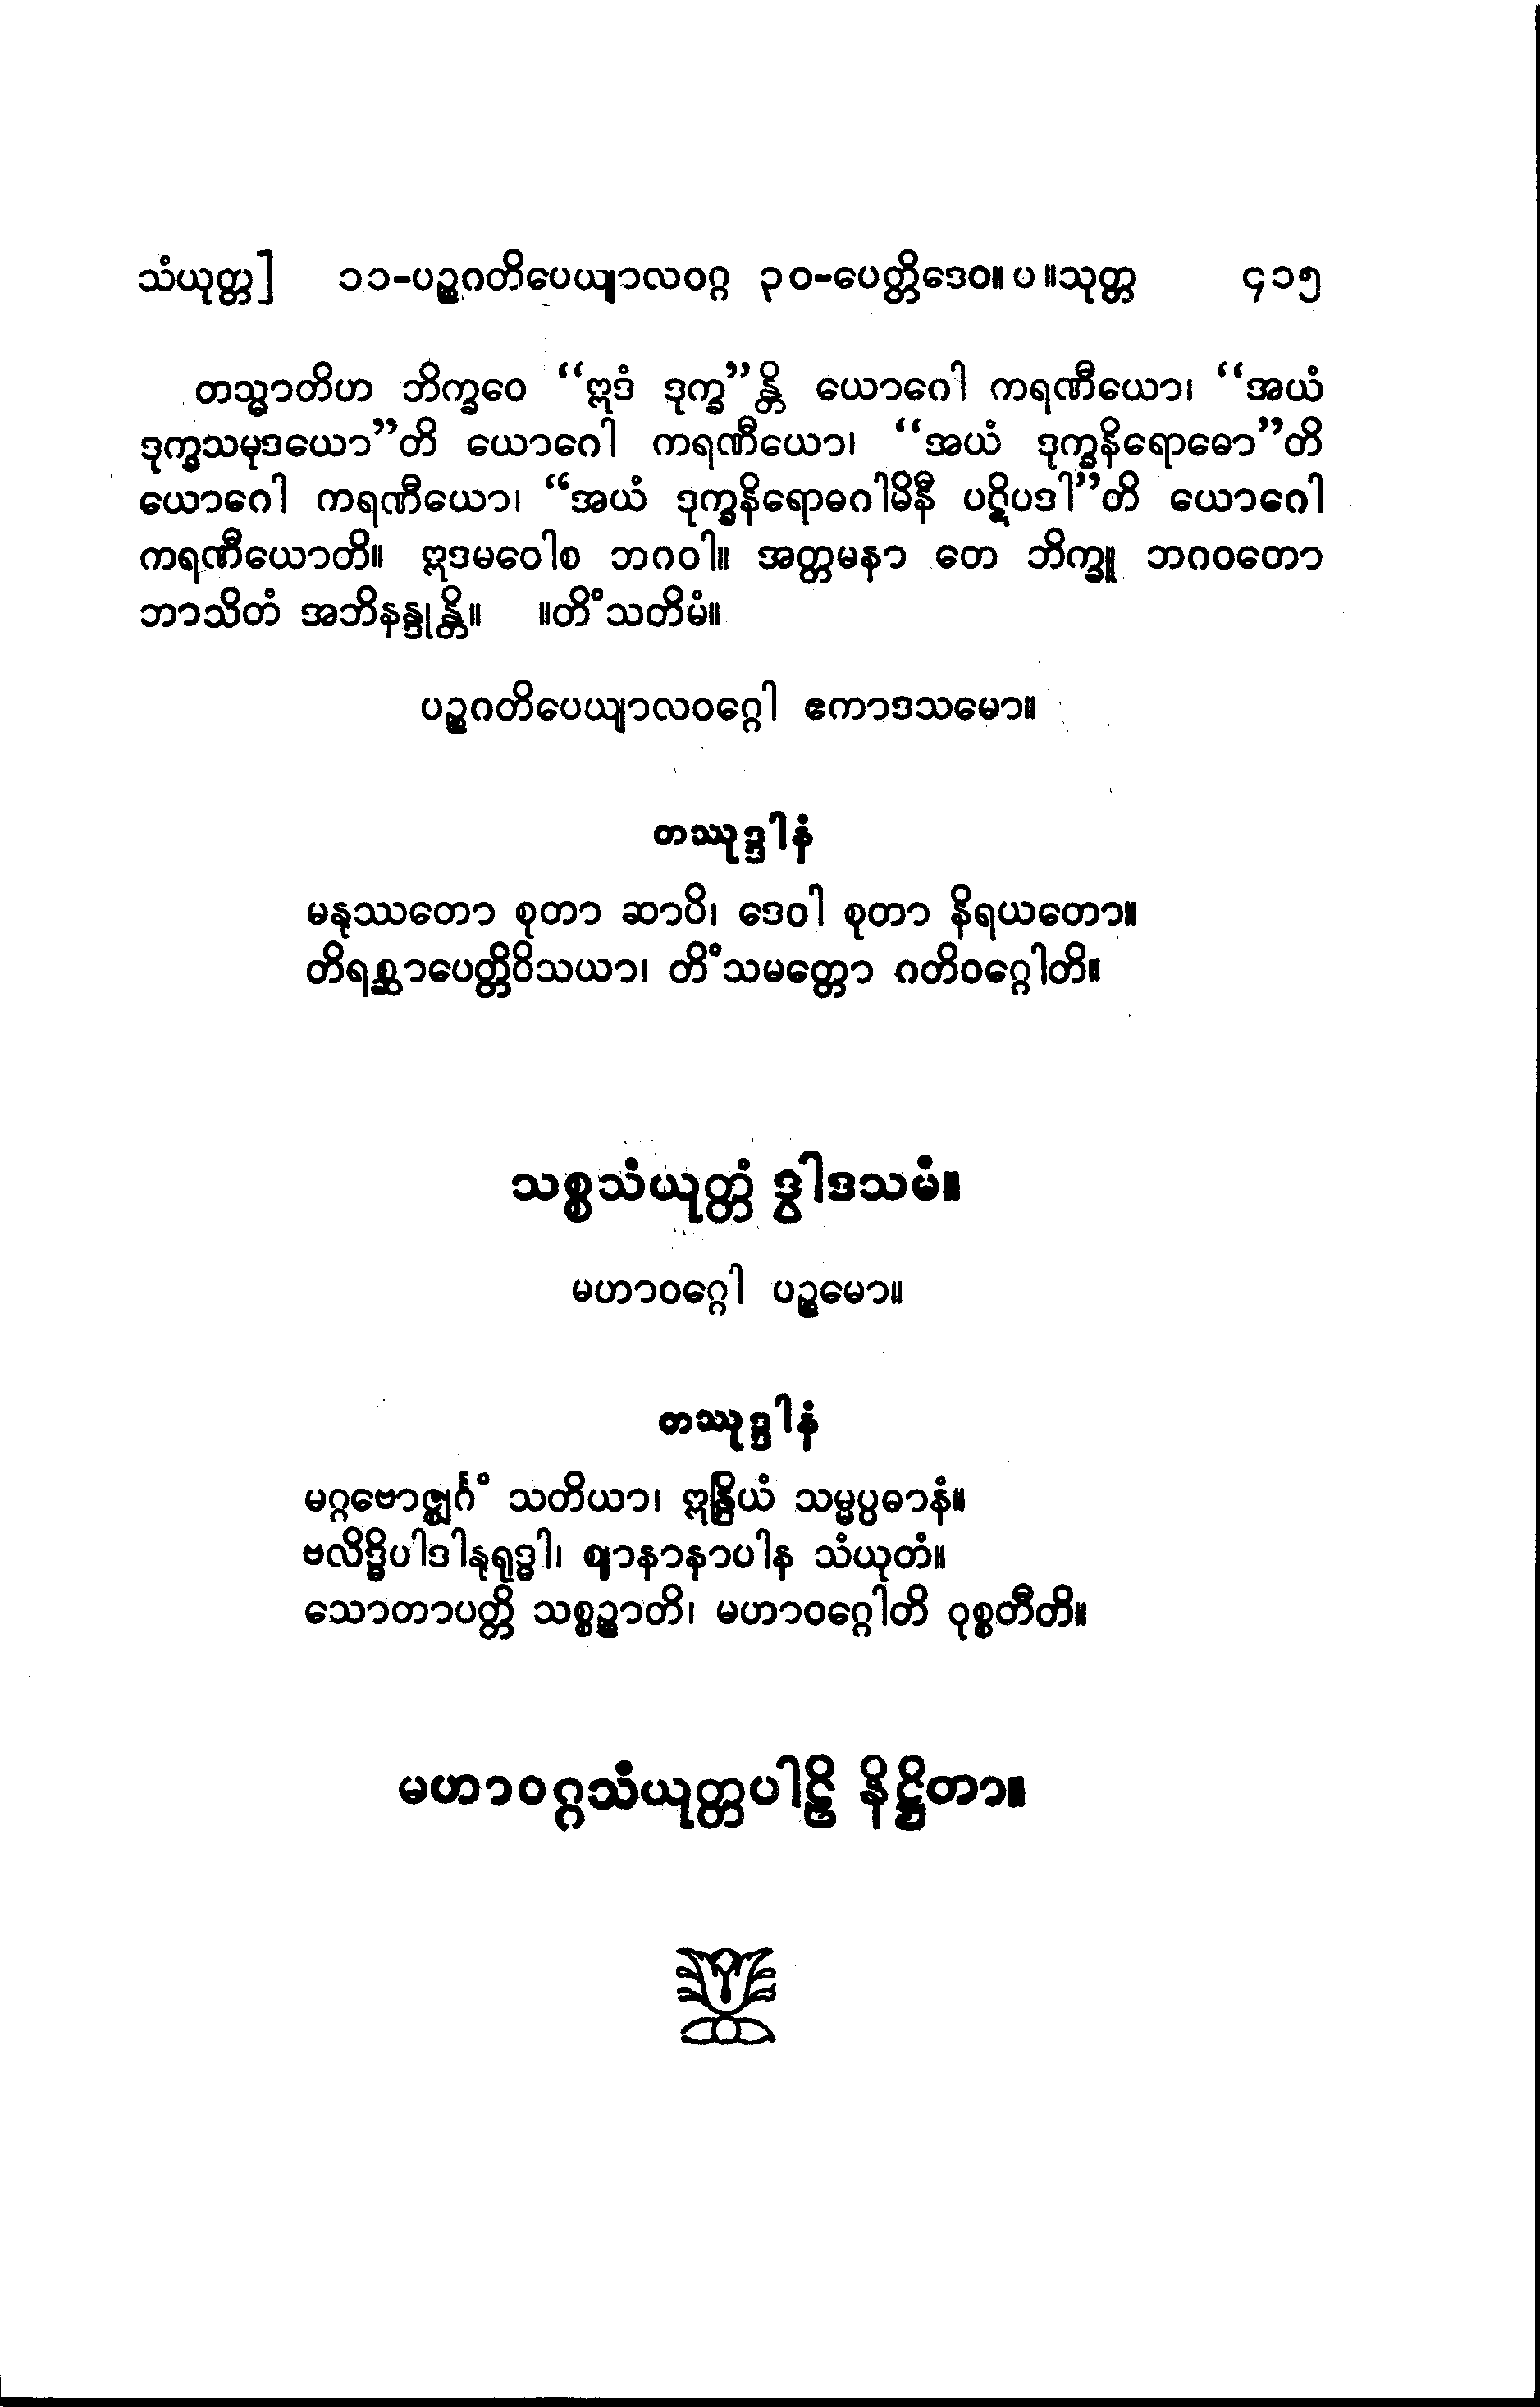 သံယုတ္တ] ၁၁-ပဉ္စဂတိပေယျာလဝဂ္ဂ ၃၀-ပေတ္တိဒေဝ။ ပ ။သုတ္တ ၄၁၅
တသ္မာတိဟ ဘိက္ခဝေ “ဣဒံ ဒုက္ခ”န္တိ ယောဂေါ ကရဏီယော၊ “အယံ
ဒုက္ခသမုဒယော”တိ ယောဂေါ ကရဏီယော၊ “အယံ ဒုက္ခနိရောဓော”တိ
ယောဂေါ ကရဏီယော၊ “အယံ ဒုက္ခနိရောဓဂါမိနီ ပဋိပဒါ”တိ ယောဂေါ
ကရဏီယောတိ။ ဣဒမဝေါစ ဘဂဝါ။ အတ္တမနာ တေ ဘိက္ခူ ဘဂဝတော
ဘာသိတံ အဘိနန္ဒုန္တိ။ ။တိံသတိမံ။
ပဉ္စဂတိပေယျာလဝဂ္ဂေါ ဧကာဒသမော။
တဿုဒ္ဒါနံ
မနုဿတော စုတာ ဆာပိ၊ ဒေဝါ စုတာ နိရယတော။
တိရစ္ဆာပေတ္တိဝိသယာ၊ တိံသမတ္တော ဂတိဝဂ္ဂေါတိ။
သစ္စသံယုတ္တံ ဒွါဒသမံ။
မဟာဝဂ္ဂေါ ပဉ္စမော။
တဿုဒ္ဒါနံ
မဂ္ဂဗောဇ္ဈင်္ဂံ သတိယာ၊ ဣန္ဒြိယံ သမ္မပ္ပဓာနံ။
ဗလိဒ္ဓိပါဒါနုရုဒ္ဓါ၊ ဈာနာနာပါန သံယုတံ။
သောတာပတ္တိ သစ္စဉ္စာတိ၊ မဟာဝဂ္ဂေါတိ ဝုစ္စတီတိ။
မဟာဝဂ္ဂသံယုတ္တပါဠိ နိဋ္ဌိတာ။